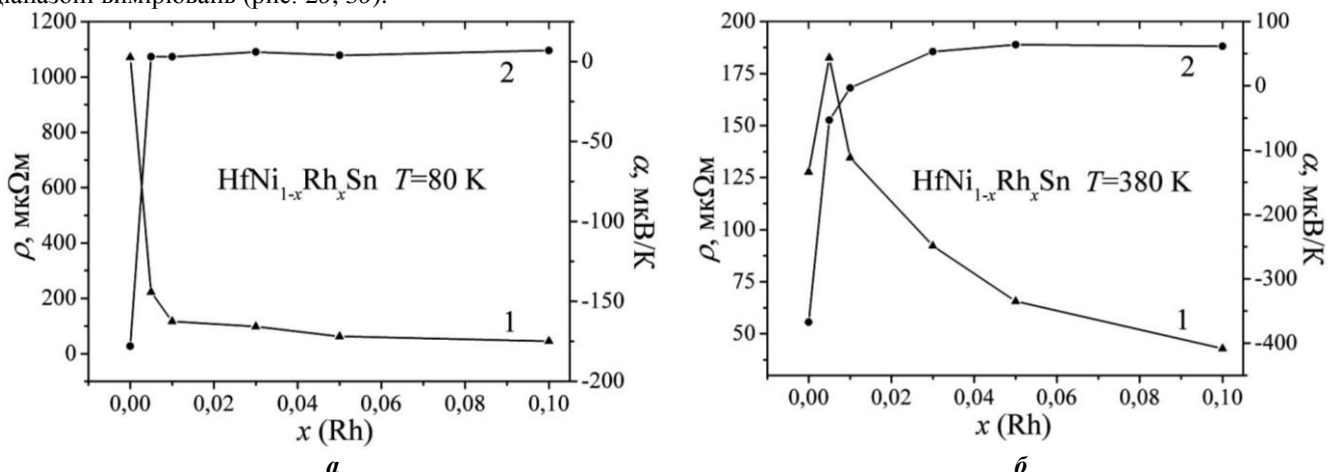 діапазоні вимірювань (рис. 2б, 3б).
1200
1000
800
600
400
200
0
ρ, мкΩм
0
-50
-100
-150
-200
α, мкВ/К
2
1
HfNi1-xRhxSn T=80 K
0,00 0,02 0,04 0,06 0,08 0,10
x (Rh)
а
200
175
150
125
100
75
50
ρ, мкΩм
100
0
-100
-200
-300
-400
α, мкВ/К
2
1
HfNi1-xRhxSn T=380 K
0,00 0,02 0,04 0,06 0,08 0,10
x (Rh)
б